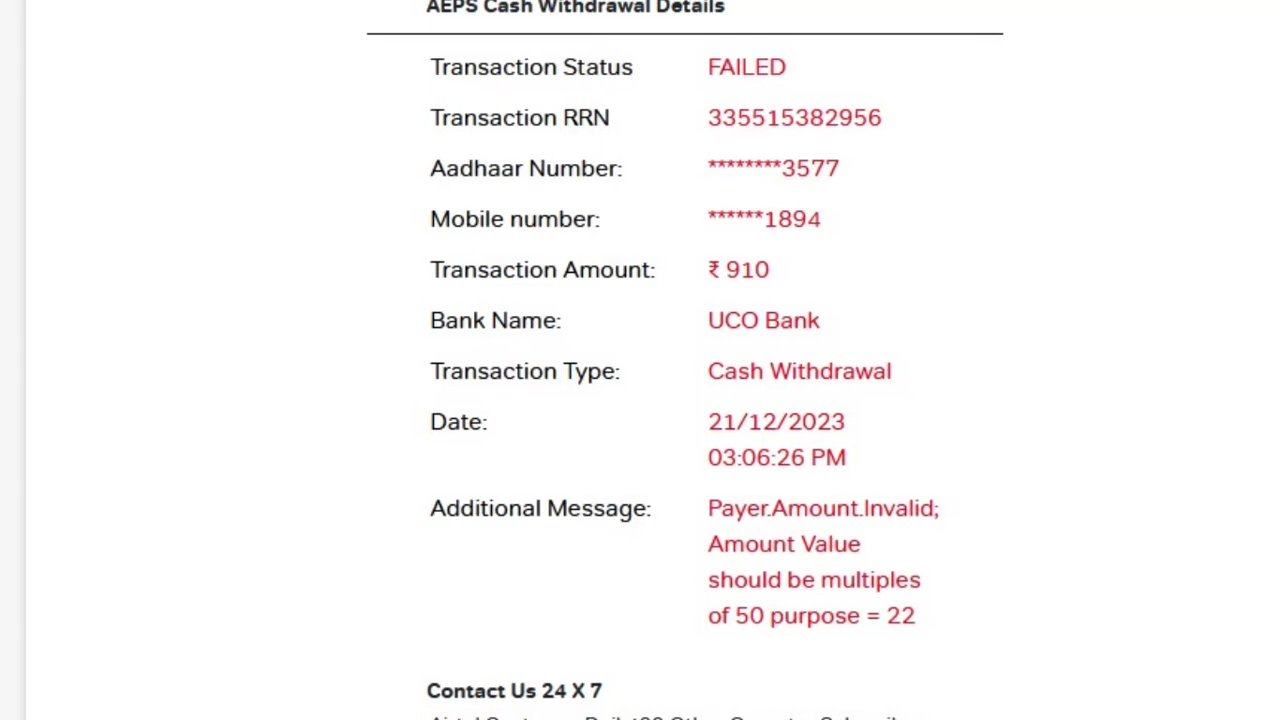 AEPS Cash Withdrawal Details
Transaction Status FAILED
Transaction RRN 335515382956
Aadhaar Number: ********3577
Mobile number: ******1894
Transaction Amount: ₹ 910
Bank Name: UCO Bank
Transaction Type: Cash Withdrawal
Date: 21/12/2023
03:06:26 PM
Additional Message: Payer.Amount.Invalid;
Amount Value
should be multiples
of 50 purpose = 22
Contact Us 24 X 7